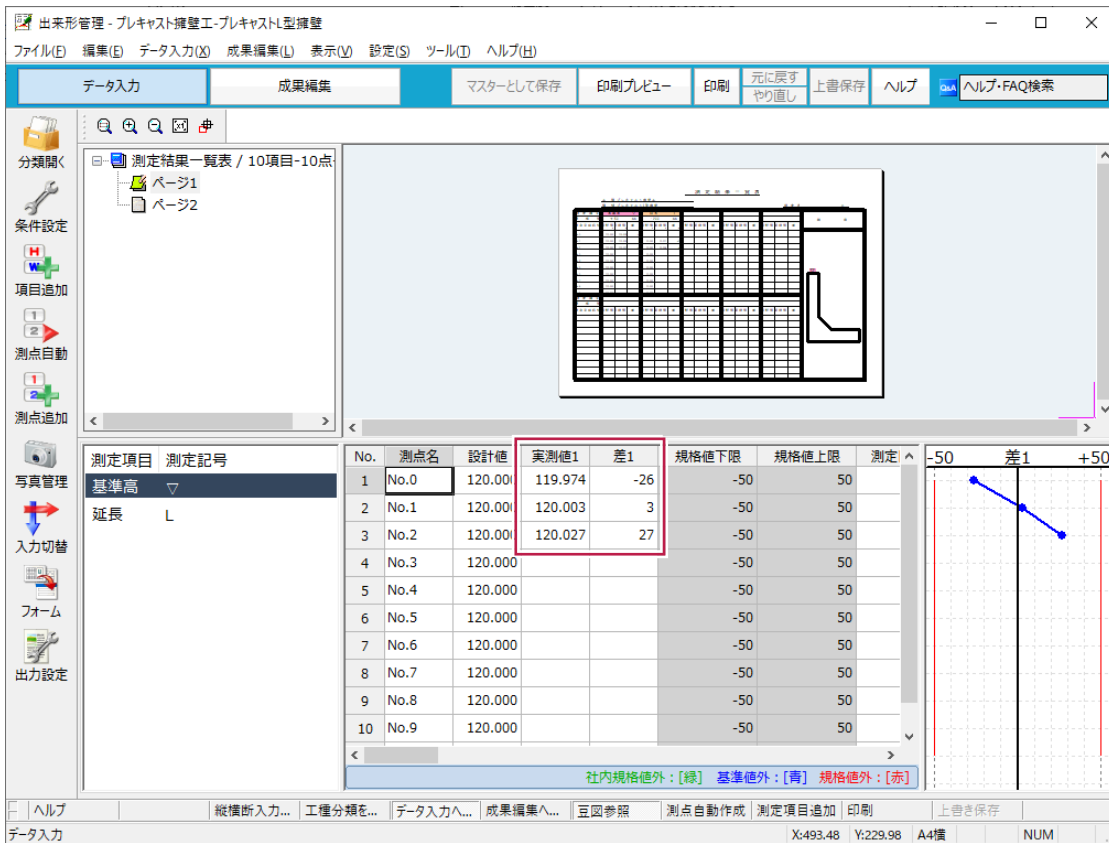 出来形管理 - プレキャスト擁壁工-プレキャストL型擁壁
ファイル(F) 編集(E) データ入力(X) 成果編集(L) 表示(V) 設定(S) ツール(T) ヘルプ(H)
データ入力 成果編集 マスターとして保存 印刷プレビュー 印刷 元に戻す やり直し 上書保存 ヘルプ Q&A ヘルプ・FAQ検索
分類開く
条件設定
項目追加
測点自動
測点追加
写真管理
入力切替
フォーム
出力設定
測定結果一覧表 / 10項目-10点
ページ1
ページ2
測定結果一覧表
測定項目 測定記号
基準高 ▽
延長 L
No. 測点名 設計値 実測値1 差1 規格値下限 規格値上限 測定
1 No.0 120.000 119.974 -26 -50 50
2 No.1 120.000 120.003 3 -50 50
3 No.2 120.000 120.027 27 -50 50
4 No.3 120.000 -50 50
5 No.4 120.000 -50 50
6 No.5 120.000 -50 50
7 No.6 120.000 -50 50
8 No.7 120.000 -50 50
9 No.8 120.000 -50 50
10 No.9 120.000 -50 50
社内規格値外：[緑] 基準値外：[青] 規格値外：[赤]
-50 差1 +50
ヘルプ 縦横断入力... 工種分類を... データ入力へ... 成果編集へ... 豆図参照 測点自動作成 測定項目追加 印刷 上書き保存
データ入力 X:493.48 Y:229.98 A4横 NUM